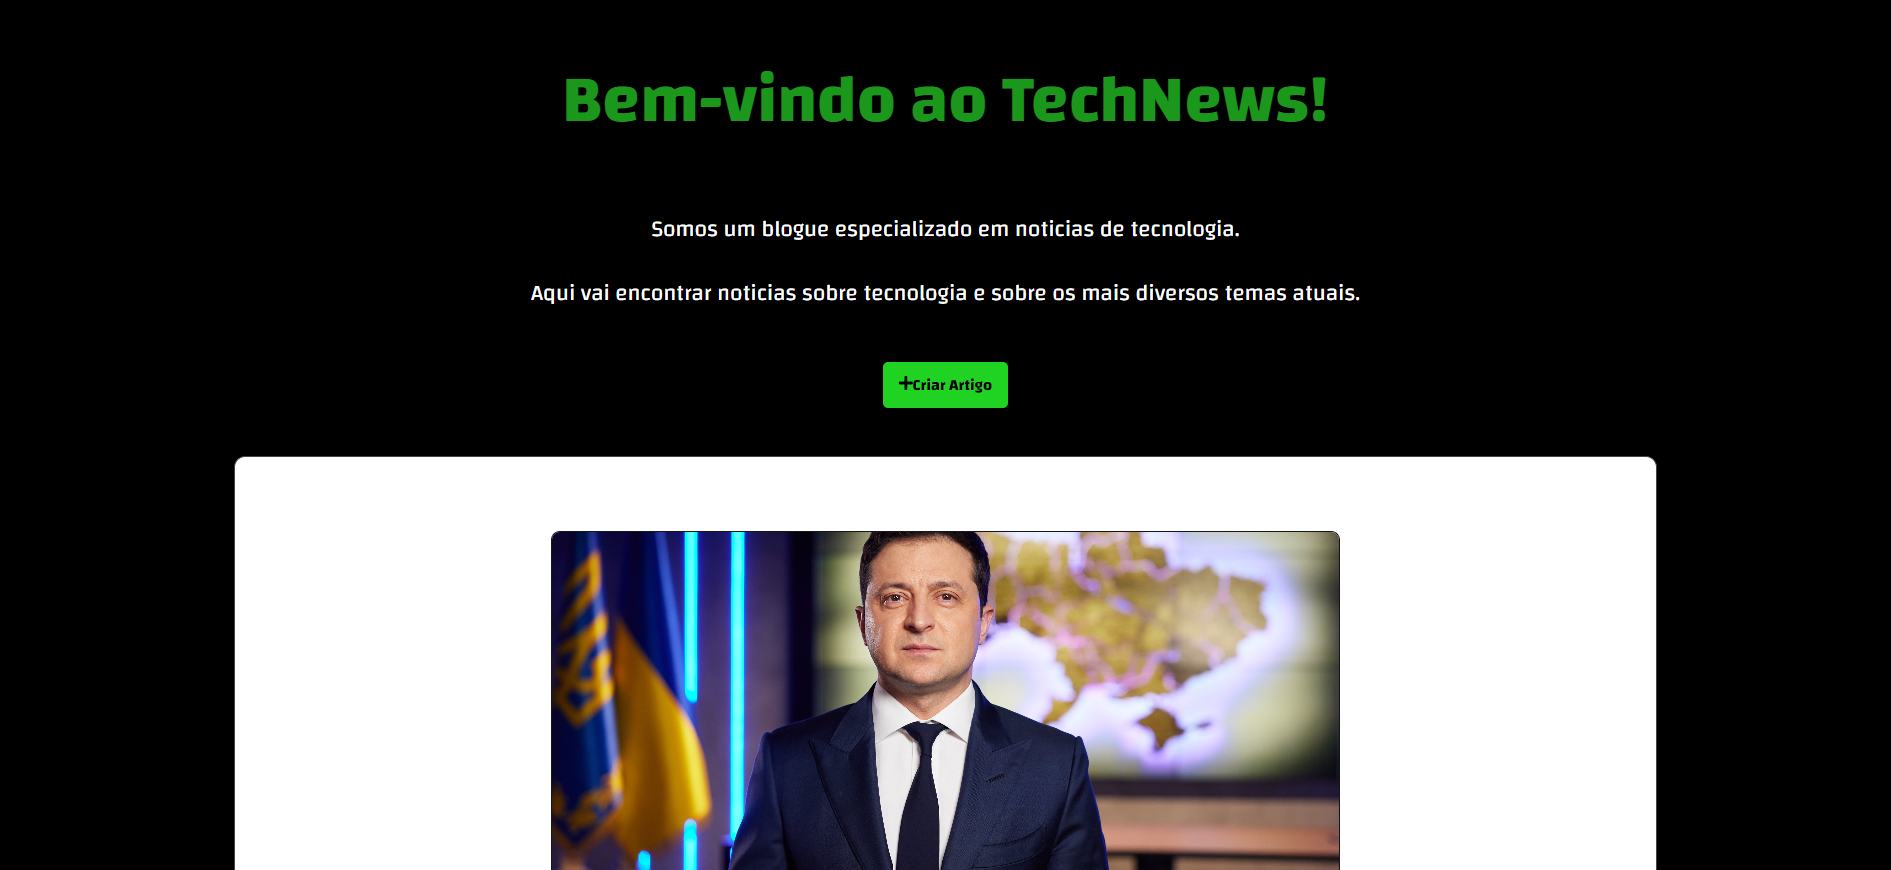 Bem-vindo ao TechNews!
Somos um blogue especializado em noticias de tecnologia.
Aqui vai encontrar noticias sobre tecnologia e sobre os mais diversos temas atuais.
+Criar Artigo